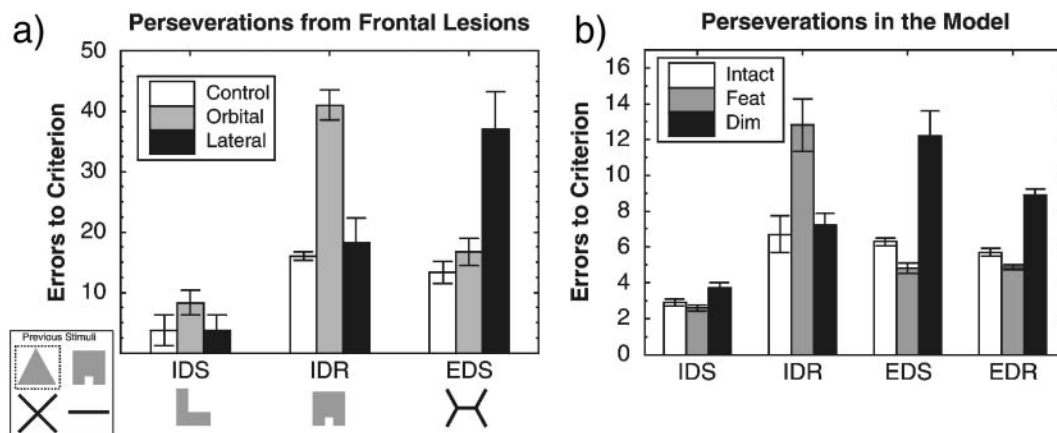 a)
Perseverations from Frontal Lesions
Errors to Criterion
50
40
30
20
10
Control
Orbital
Lateral
IDS
IDR
EDS
Previous Stimuli
b)
Perseverations in the Model
Errors to Criterion
16
14
12
10
8
6
4
2
0
Intact
Feat
Dim
IDS
IDR
EDS
EDR